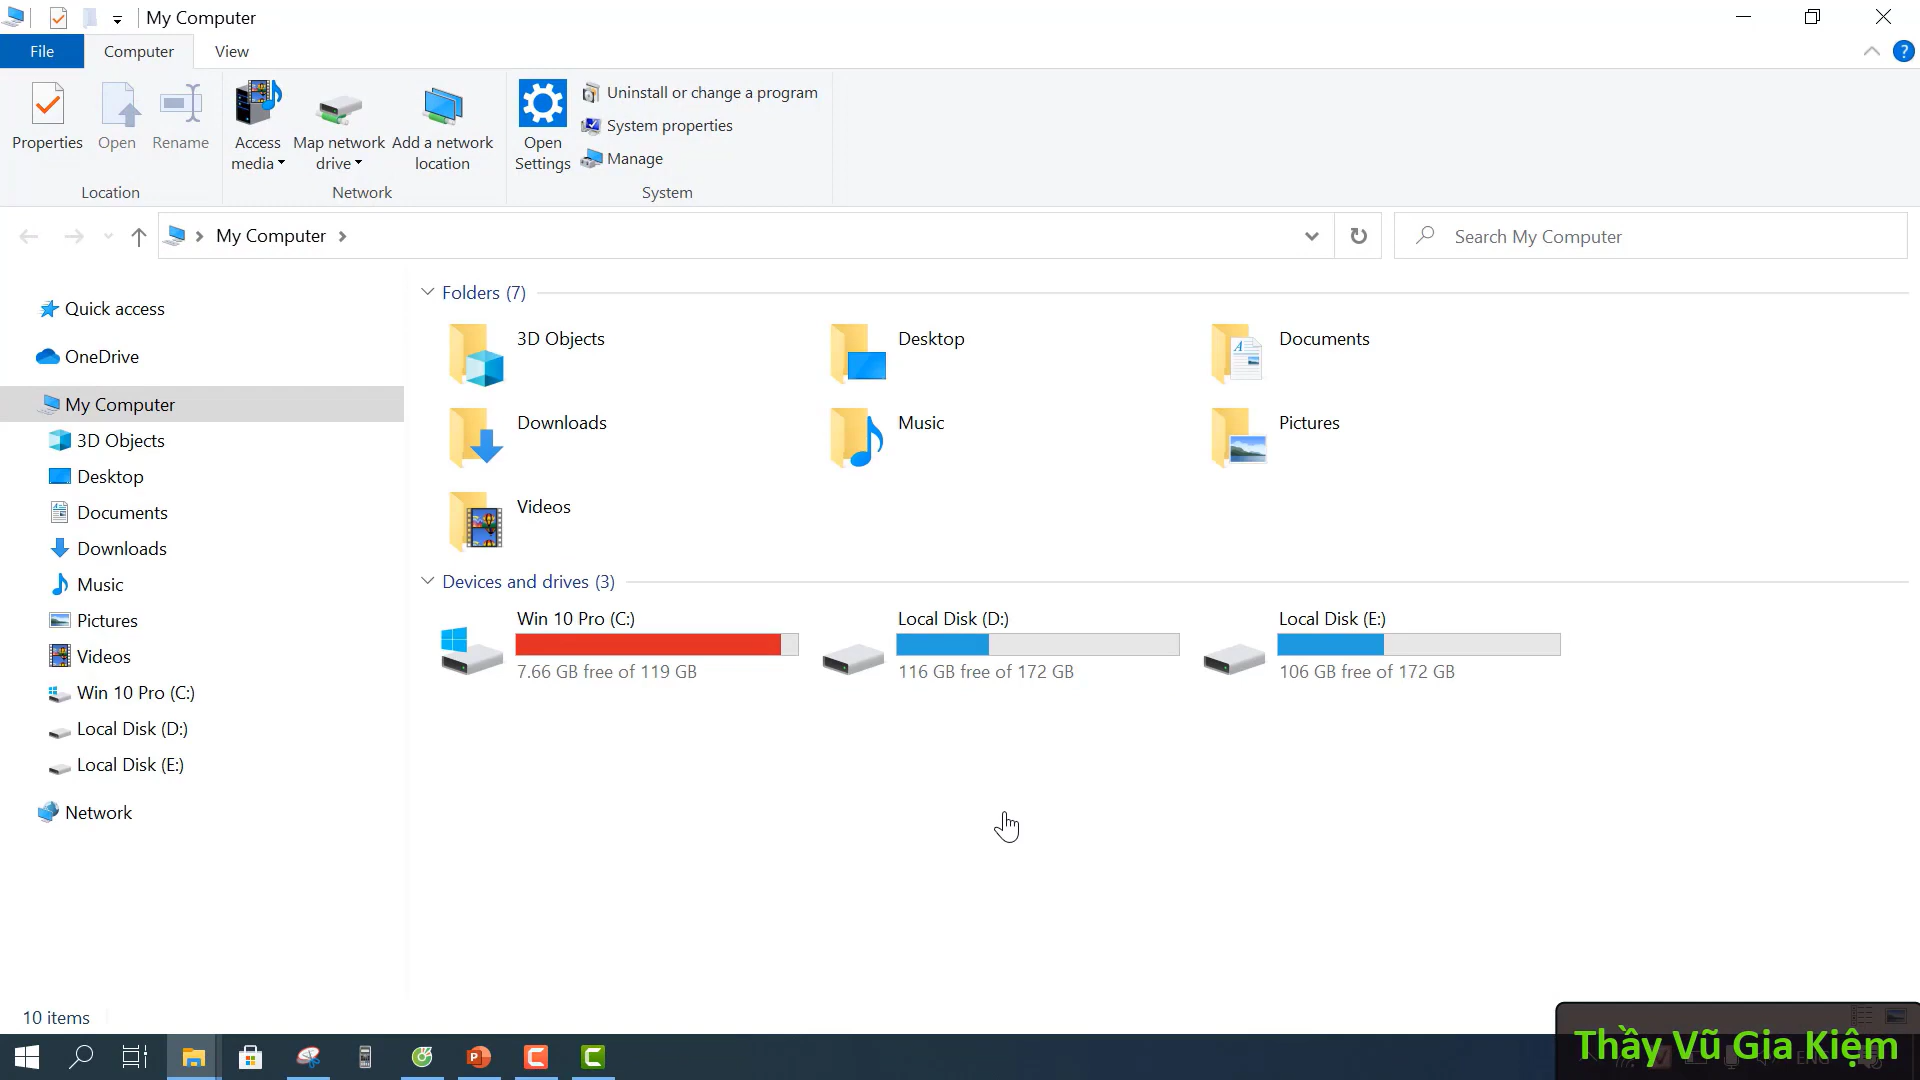 My Computer
File
Computer
View
?
Properties
Open
Rename
Access media
Map network drive
Add a network location
Open Settings
Uninstall or change a program
System properties
Manage
Location
Network
System
My Computer
Search My Computer
Quick access
OneDrive
My Computer
3D Objects
Desktop
Documents
Downloads
Music
Pictures
Videos
Win 10 Pro (C:)
Local Disk (D:)
Local Disk (E:)
Network
Folders (7)
3D Objects
Desktop
Documents
Downloads
Music
Pictures
Videos
Devices and drives (3)
Win 10 Pro (C:)
7.66 GB free of 119 GB
Local Disk (D:)
116 GB free of 172 GB
Local Disk (E:)
106 GB free of 172 GB
10 items
Thầy Vũ Gia Kiệm